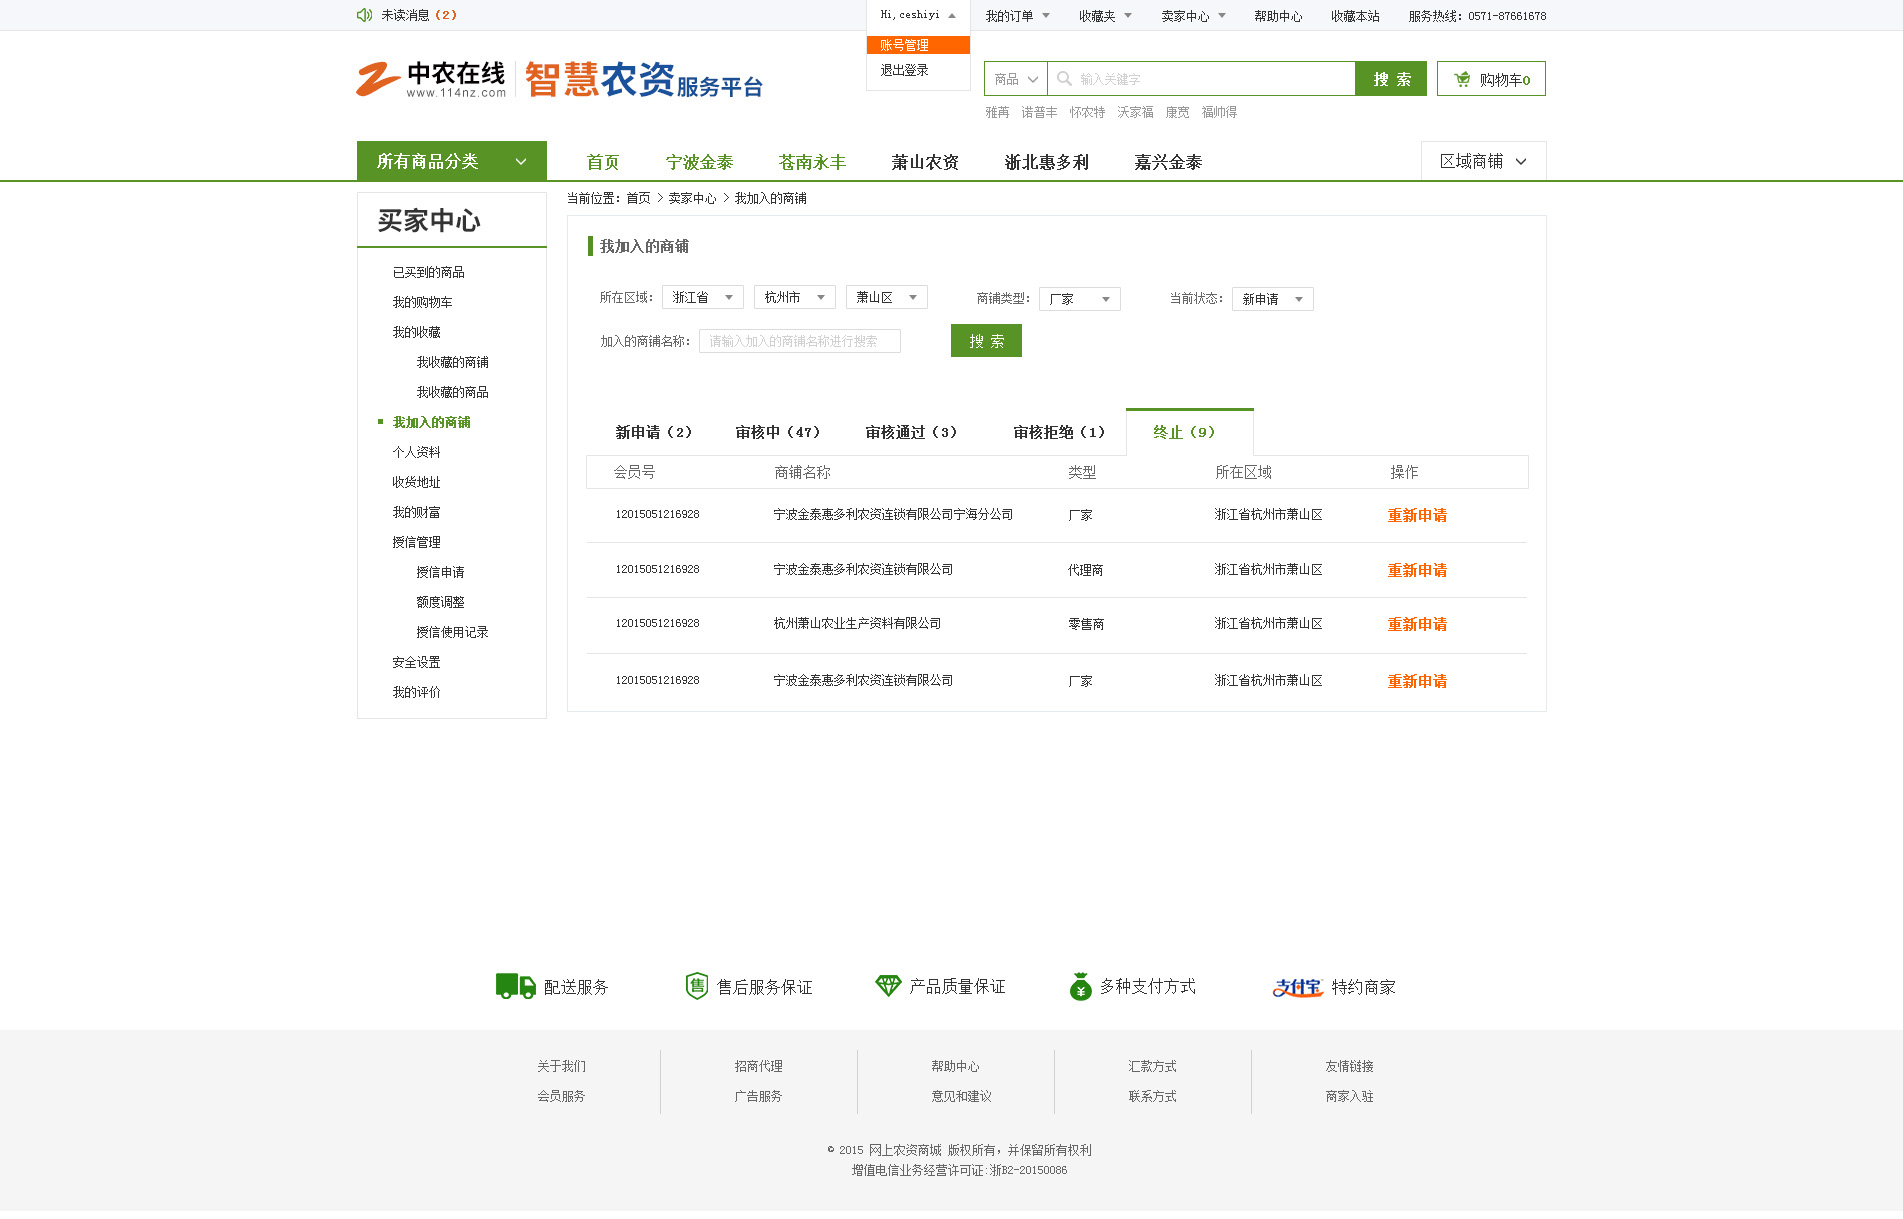 未读消息（2）
Hi,ceshiyi
我的订单
收藏夹
卖家中心
帮助中心
收藏本站
服务热线：0571-87661678
账号管理
退出登录
中农在线
www.114nz.com
智慧农资服务平台
商品
输入关键字
搜 索
购物车0
雅苒 诺普丰 怀农特 沃家福 康宽 福帅得
所有商品分类
首页
宁波金泰
苍南永丰
萧山农资
浙北惠多利
嘉兴金泰
区域商铺
买家中心
已买到的商品
我的购物车
我的收藏
我收藏的商铺
我收藏的商品
我加入的商铺
个人资料
收货地址
我的财富
授信管理
授信申请
额度调整
授信使用记录
安全设置
我的评价
当前位置：首页 > 卖家中心 > 我加入的商铺
我加入的商铺
所在区域： 浙江省 杭州市 萧山区
商铺类型： 厂家
当前状态： 新申请
加入的商铺名称： 请输入加入的商铺名称进行搜索
搜 索
新申请（2） 审核中（47） 审核通过（3） 审核拒绝（1） 终止（9）
会员号 商铺名称 类型 所在区域 操作
12015051216928 宁波金泰惠多利农资连锁有限公司宁海分公司 厂家 浙江省杭州市萧山区 重新申请
12015051216928 宁波金泰惠多利农资连锁有限公司 代理商 浙江省杭州市萧山区 重新申请
12015051216928 杭州萧山农业生产资料有限公司 零售商 浙江省杭州市萧山区 重新申请
12015051216928 宁波金泰惠多利农资连锁有限公司 厂家 浙江省杭州市萧山区 重新申请
配送服务
售
售后服务保证
产品质量保证
¥
多种支付方式
支付宝
特约商家
关于我们 招商代理 帮助中心 汇款方式 友情链接
会员服务 广告服务 意见和建议 联系方式 商家入驻
© 2015 网上农资商城 版权所有，并保留所有权利
增值电信业务经营许可证:浙B2-20150086